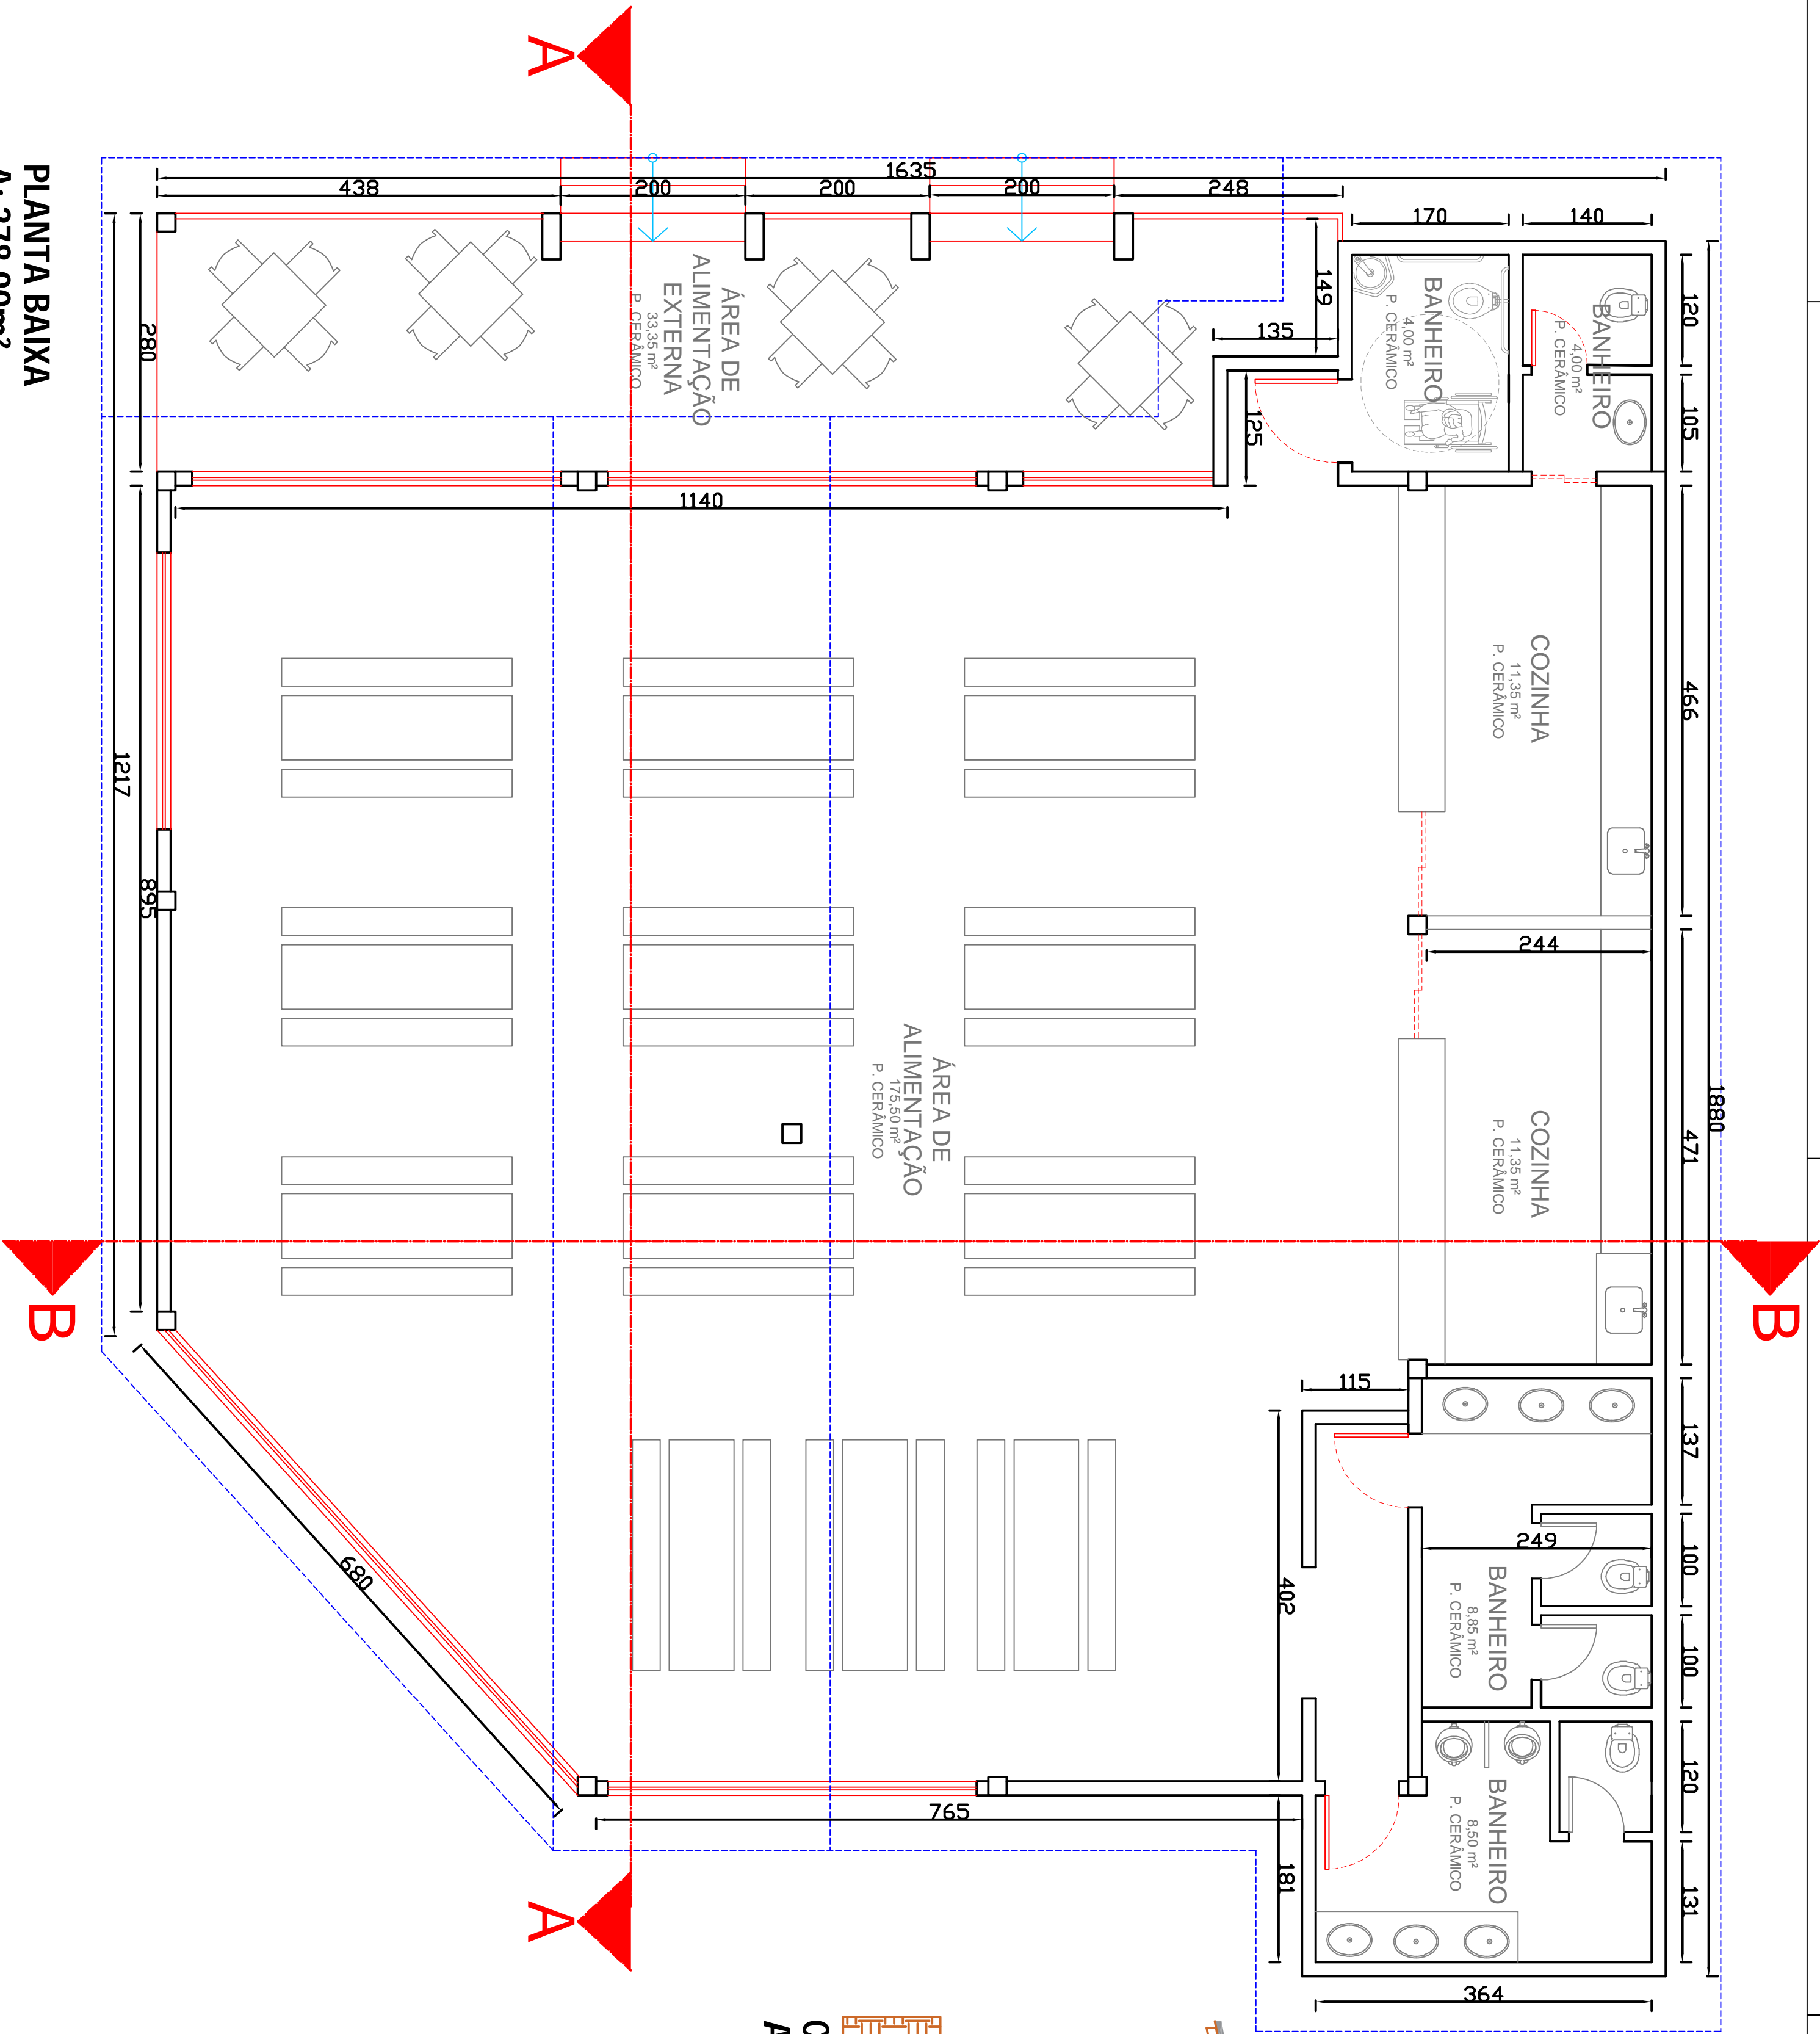 PLANTA BAIXA
A: 278,00m²
A
A
B
B
ÁREA DE
ALIMENTAÇÃO
EXTERNA
33,35 m²
P. CERÂMICO
BANHEIRO
4,00 m²
P. CERÂMICO
BANHEIRO
4,00 m²
P. CERÂMICO
COZINHA
11,35 m²
P. CERÂMICO
COZINHA
11,35 m²
P. CERÂMICO
ÁREA DE
ALIMENTAÇÃO
175,50 m²
P. CERÂMICO
BANHEIRO
8,85 m²
P. CERÂMICO
BANHEIRO
8,50 m²
P. CERÂMICO
1635
438
200
200
200
248
170
140
149
135
125
120
105
466
471
1880
137
100
100
120
131
244
249
115
402
181
364
765
680
1140
280
895
1217